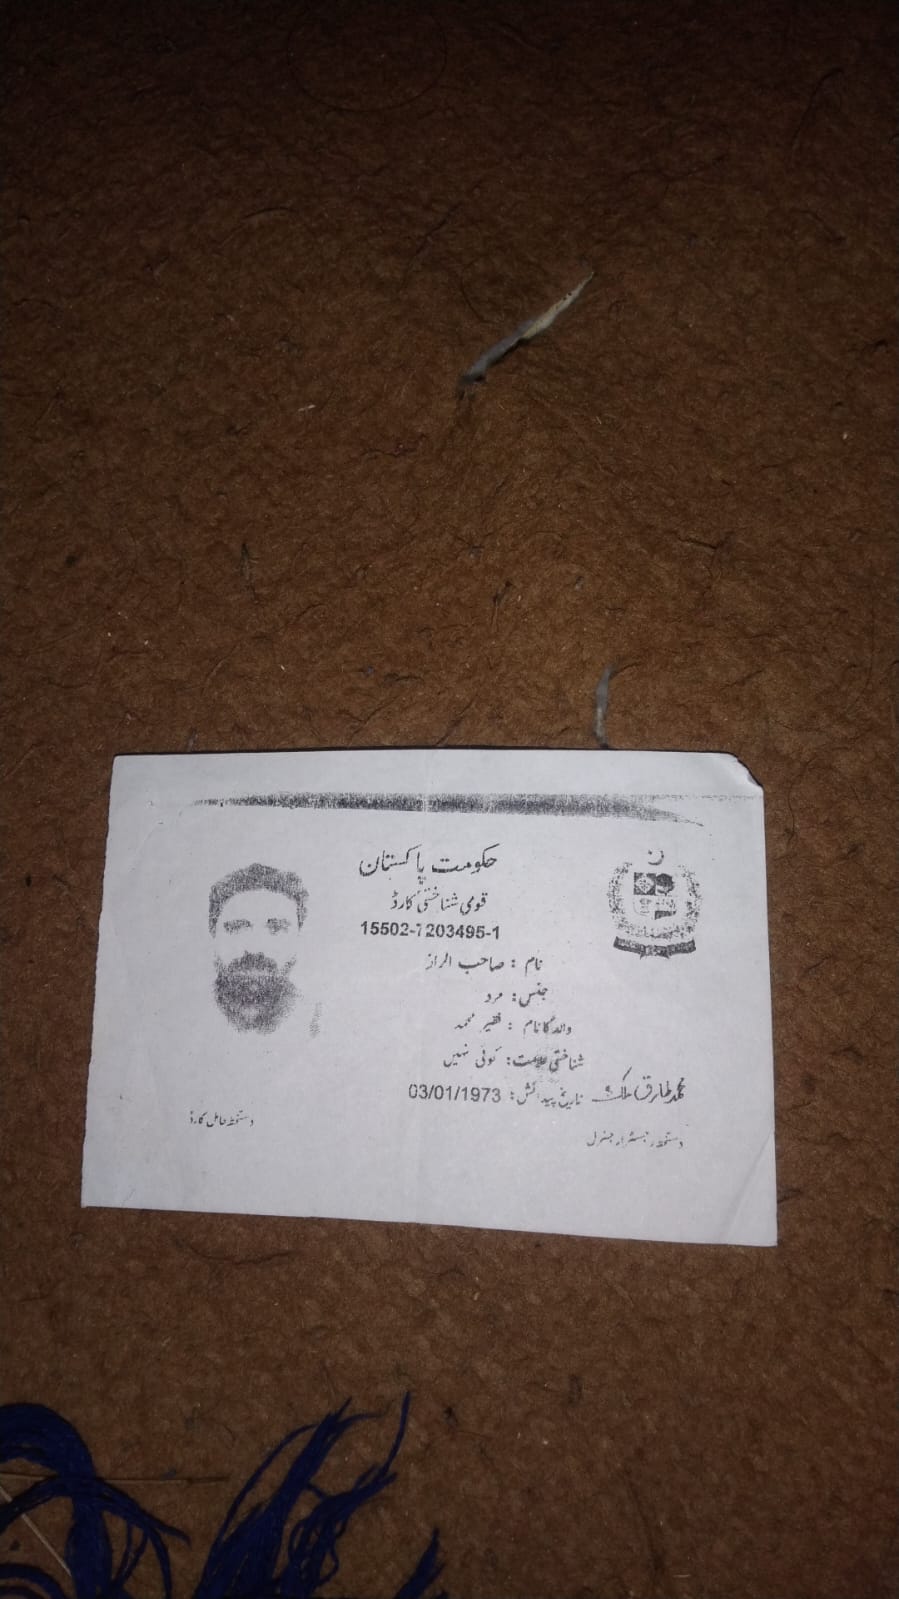 حکومت پاکستان
قومی شناختی کارڈ
15502-7203495-1
نام : صاحب الراز
جنس : مرد
والد کا نام : فقیر محمد
شناختی علامت : کوئی نہیں
تاریخ پیدائش : 03/01/1973
محمد طارق ملک
دستخط حامل کارڈ
دستخط رجسٹرار جنرل